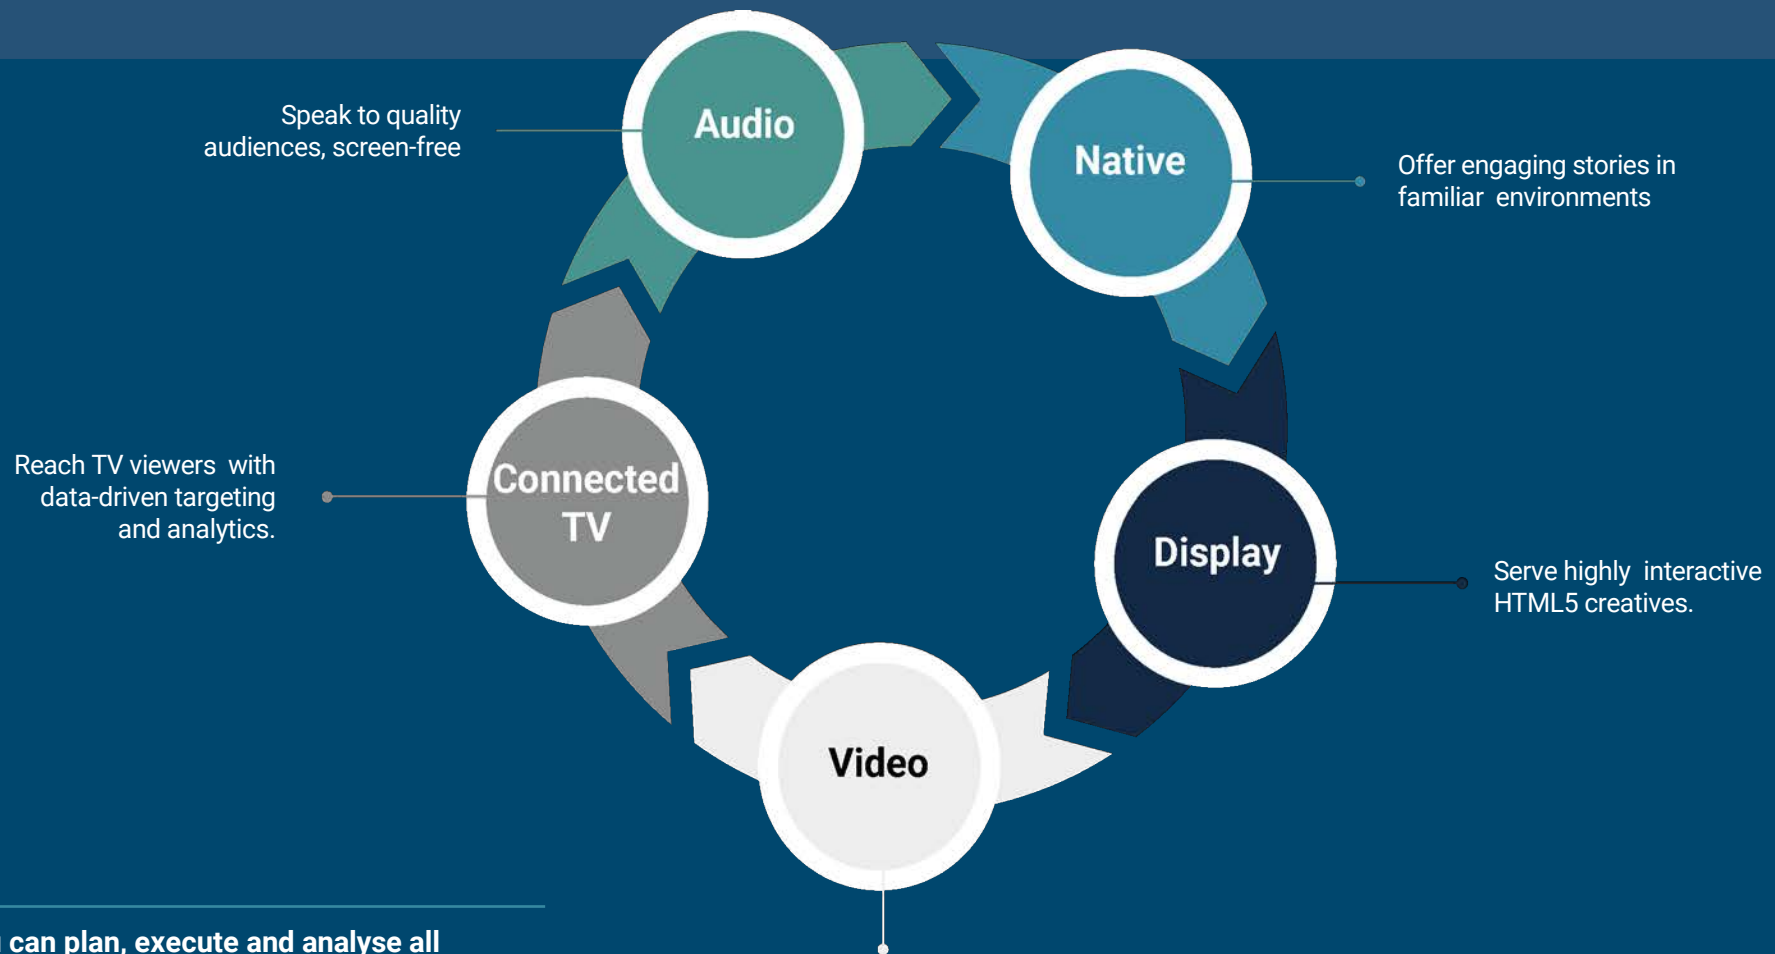 Audio
Speak to quality
audiences, screen-free
Native
Offer engaging stories in
familiar environments
Connected
TV
Reach TV viewers with
data-driven targeting
and analytics.
Display
Serve highly interactive
HTML5 creatives.
Video
can plan, execute and analyse all